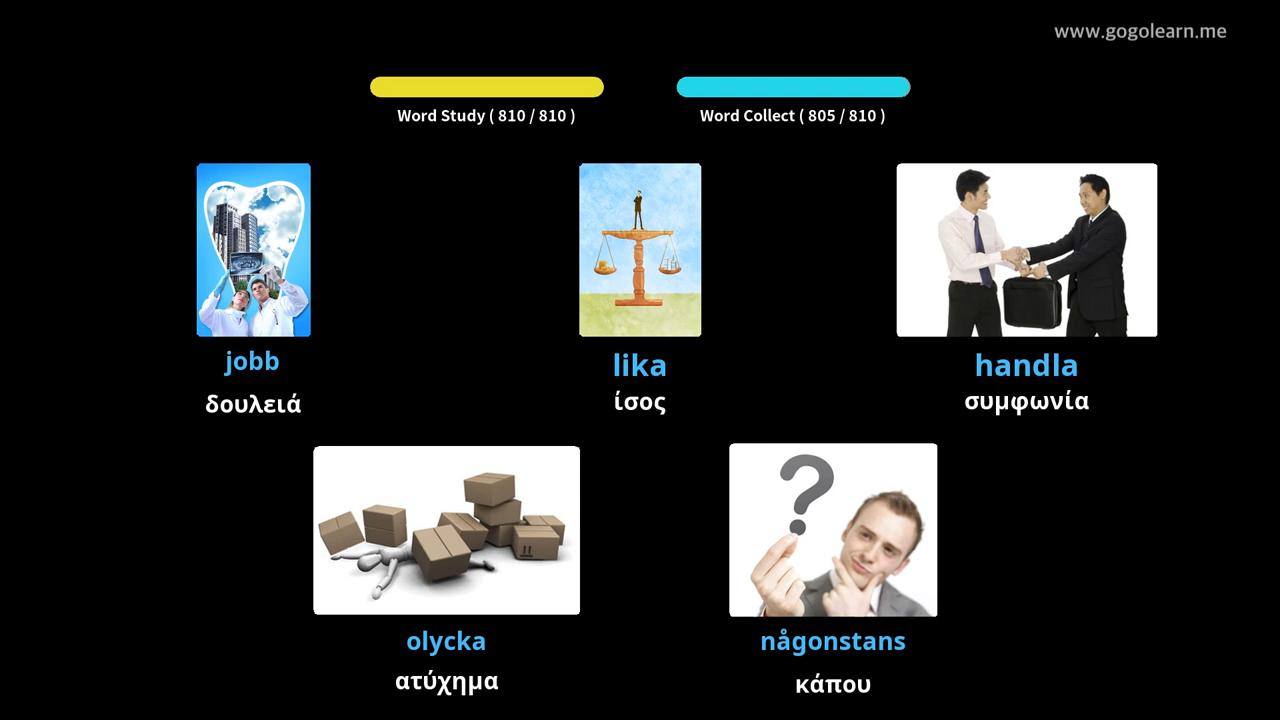 www.gogolearn.me
Word Study ( 810 / 810 )
Word Collect ( 805 / 810 )
jobb
δουλειά
lika
ίσος
handla
συμφωνία
olycka
ατύχημα
någonstans
κάπου